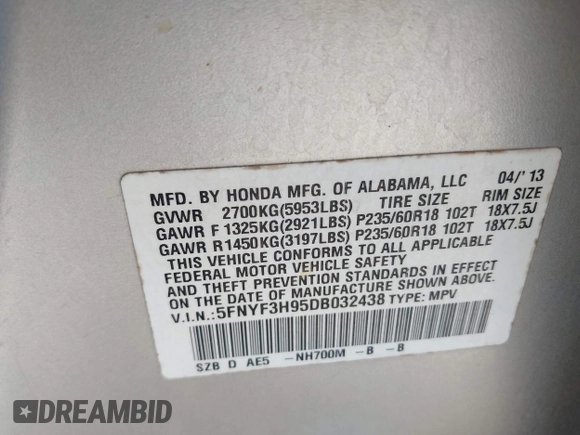 MFD. BY HONDA MFG. OF ALABAMA, LLC 04/'13
GVWR 2700KG(5953LBS) TIRE SIZE RIM SIZE
GAWR F 1325KG(2921LBS) P235/60R18 102T 18X7.5J
GAWR R1450KG(3197LBS) P235/60R18 102T 18X7.5J
THIS VEHICLE CONFORMS TO ALL APPLICABLE
FEDERAL MOTOR VEHICLE SAFETY
AND THEFT PREVENTION STANDARDS IN EFFECT
ON THE DATE OF MANUFACTURE SHOWN ABOVE.
V.I.N.:5FNYF3H95DB032438 TYPE: MPV
SZB D AE5 -NH700M -B -B
DREAMBID